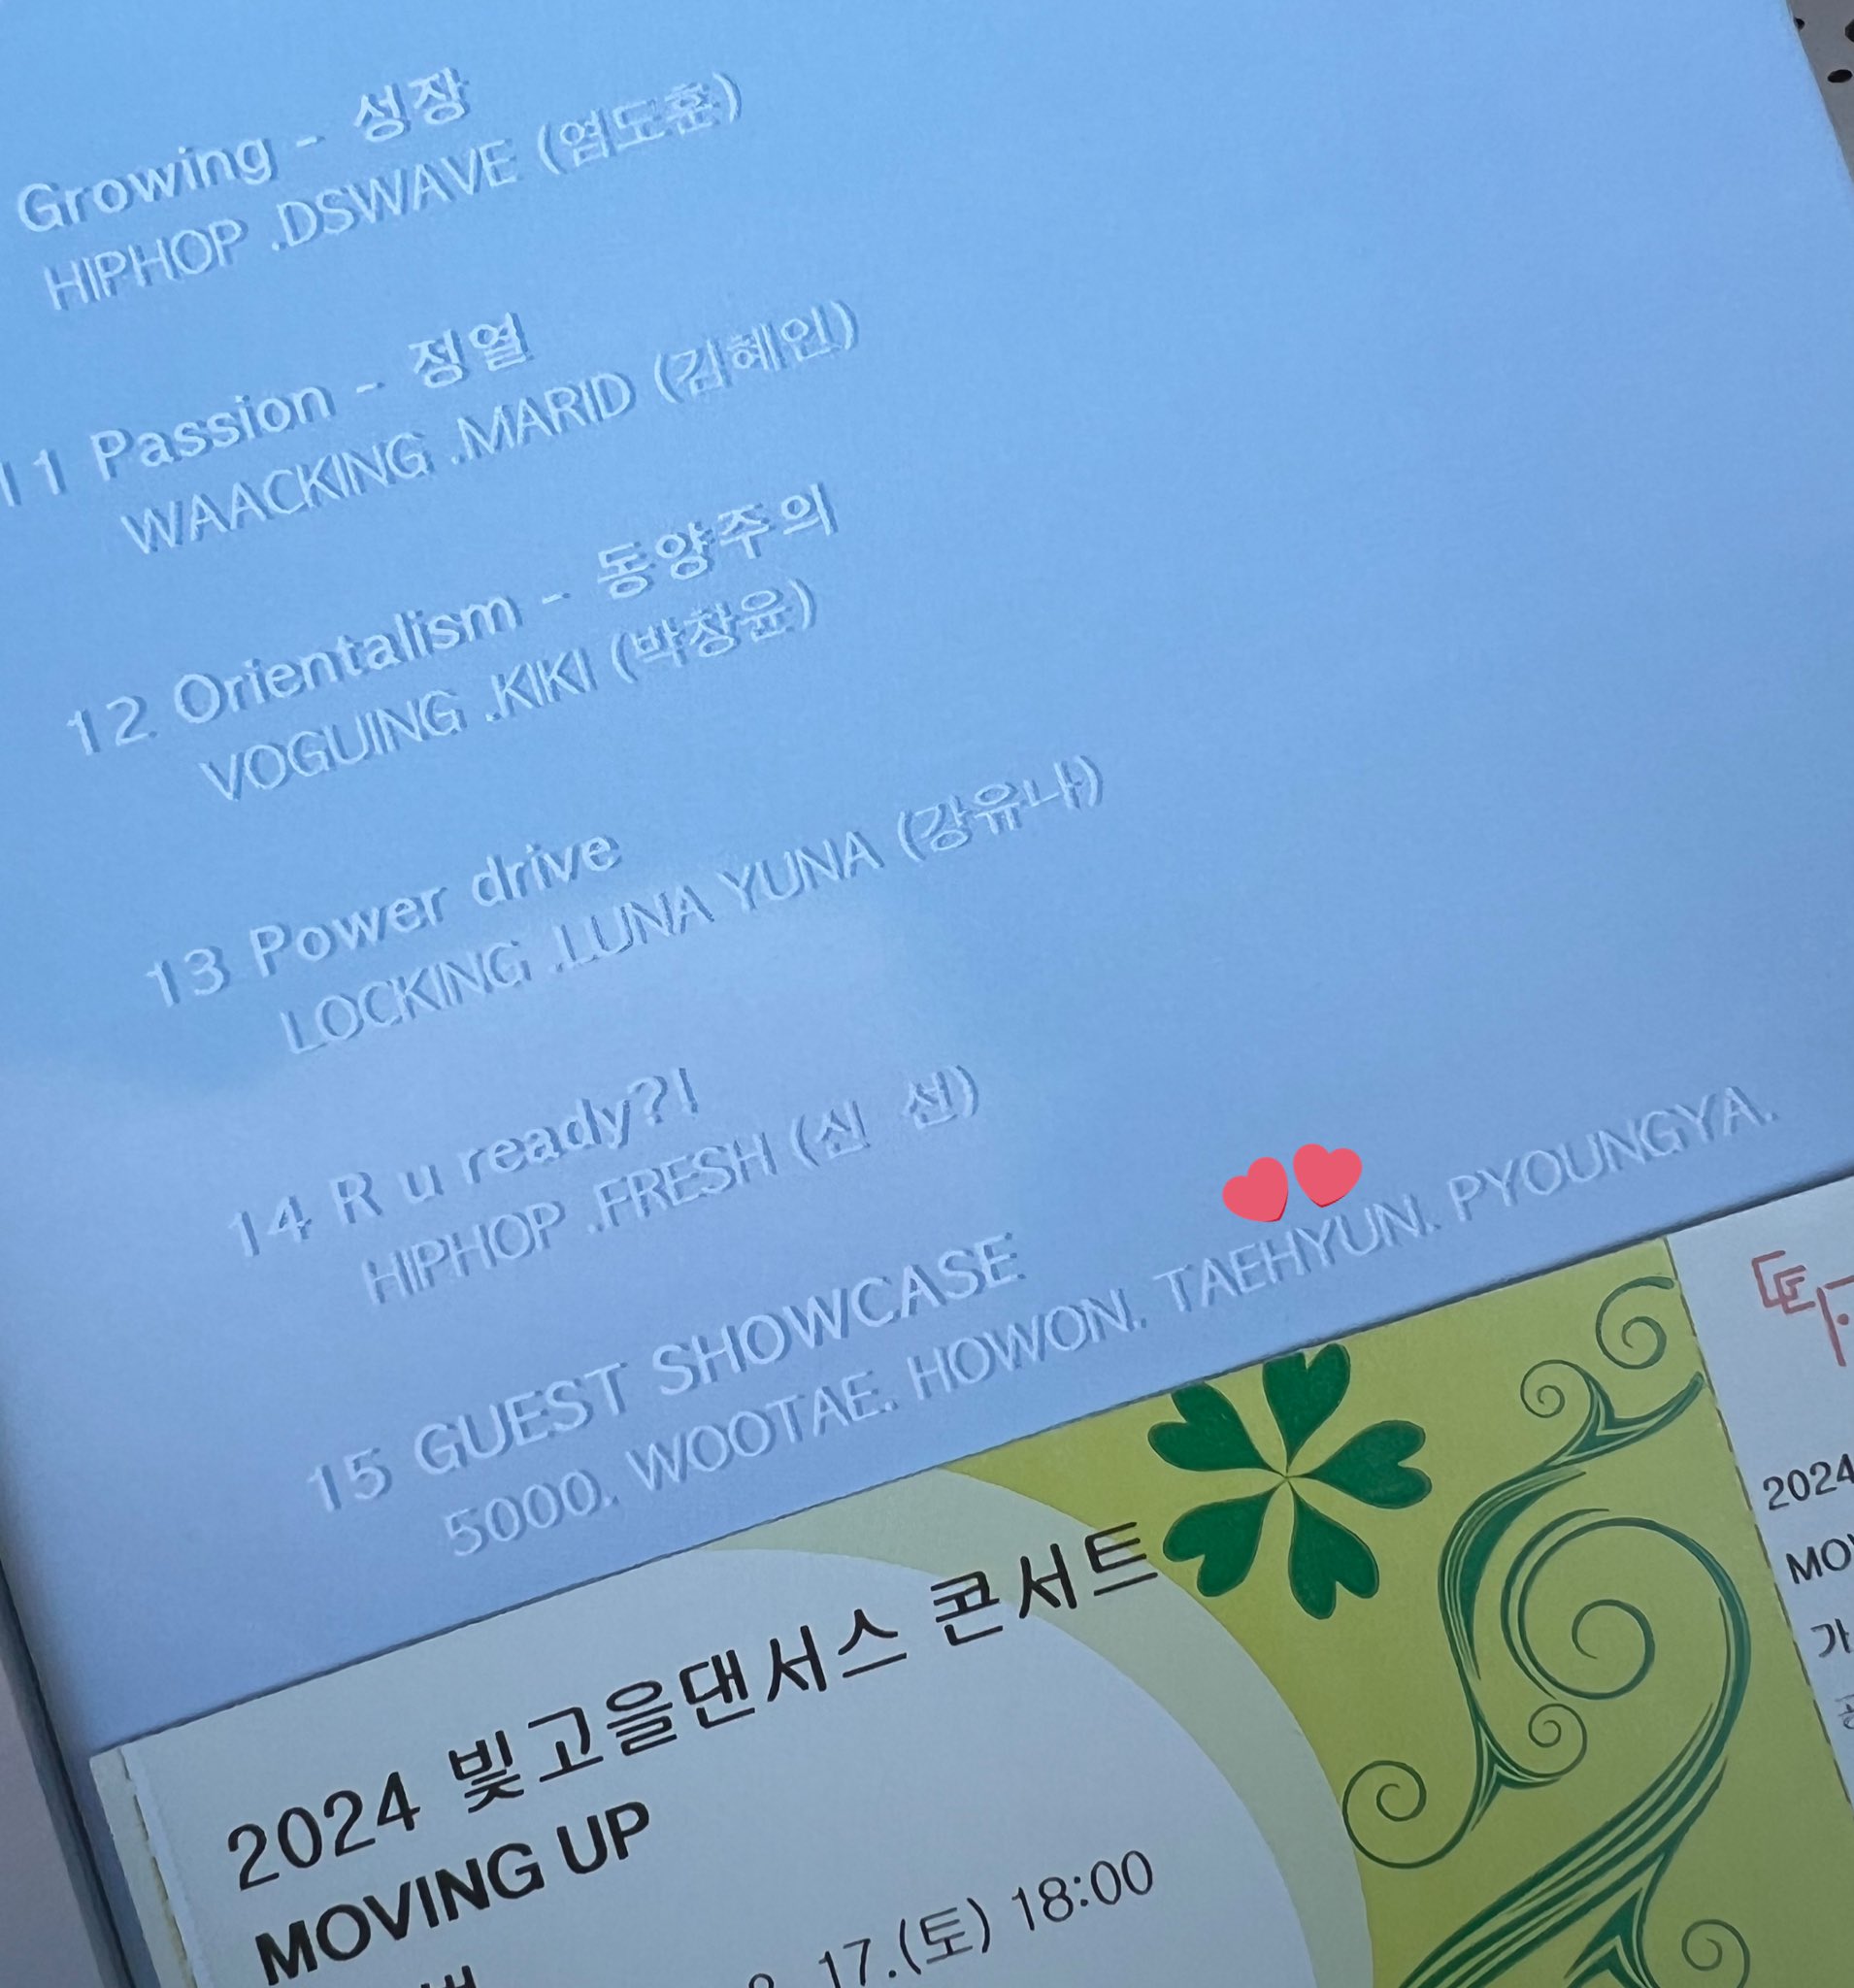 Growing - 성장
HIPHOP .DSWAVE (염도훈)
11 Passion - 정열
WAACKING .MARID (김혜인)
12 Orientalism - 동양주의
VOGUING .KIKI (박창윤)
13 Power drive
LOCKING .LUNA YUNA (강유나)
14 R u ready?!
HIPHOP .FRESH (신 선)
15 GUEST SHOWCASE
5000. WOOTAE. HOWON. TAEHYUN. PYOUNGYA.
2024 빛고을댄서스 콘서트
MOVING UP
17.(토) 18:00
2024
MO
가